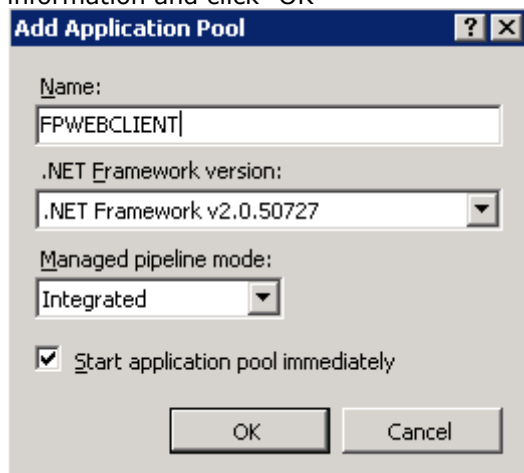 information and click "OK"
Add Application Pool
Name:
FPWEBCLIENT
.NET Framework version:
.NET Framework v2.0.50727
Managed pipeline mode:
Integrated
Start application pool immediately
OK Cancel